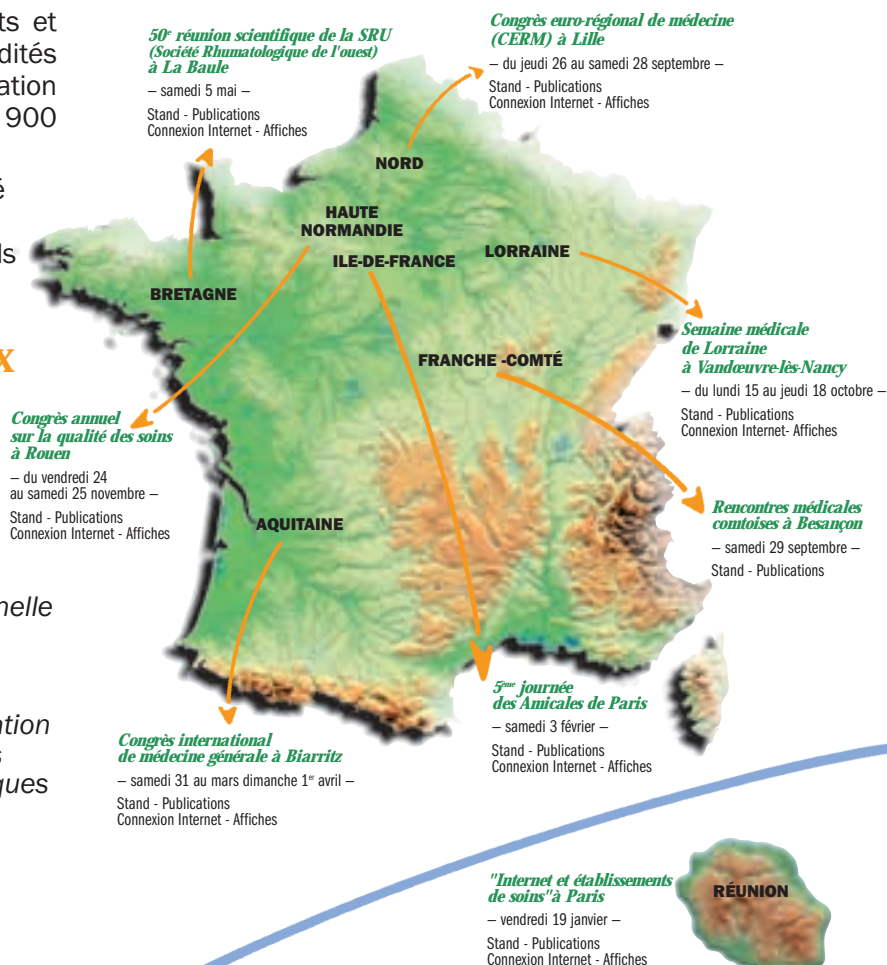 ts et
dités
ation
900
é
ls
x
nelle
ation
s
ques
50e réunion scientifique de la SRU
(Société Rhumatologique de l'ouest)
à La Baule
– samedi 5 mai –
Stand - Publications
Connexion Internet - Affiches
Congrès euro-régional de médecine
(CERM) à Lille
– du jeudi 26 au samedi 28 septembre –
Stand - Publications
Connexion Internet - Affiches
NORD
HAUTE
NORMANDIE
ILE-DE-FRANCE
LORRAINE
BRETAGNE
FRANCHE -COMTÉ
AQUITAINE
Semaine médicale
de Lorraine
à Vandœuvre-lès-Nancy
– du lundi 15 au jeudi 18 octobre –
Stand - Publications
Connexion Internet- Affiches
Congrès annuel
sur la qualité des soins
à Rouen
– du vendredi 24
au samedi 25 novembre –
Stand - Publications
Connexion Internet - Affiches
Rencontres médicales
comtoises à Besançon
– samedi 29 septembre –
Stand - Publications
5ème journée
des Amicales de Paris
– samedi 3 février –
Stand - Publications
Connexion Internet - Affiches
Congrès international
de médecine générale à Biarritz
– samedi 31 au mars dimanche 1er avril –
Stand - Publications
Connexion Internet - Affiches
"Internet et établissements
de soins"à Paris
– vendredi 19 janvier –
Stand - Publications
Connexion Internet - Affiches
RÉUNION